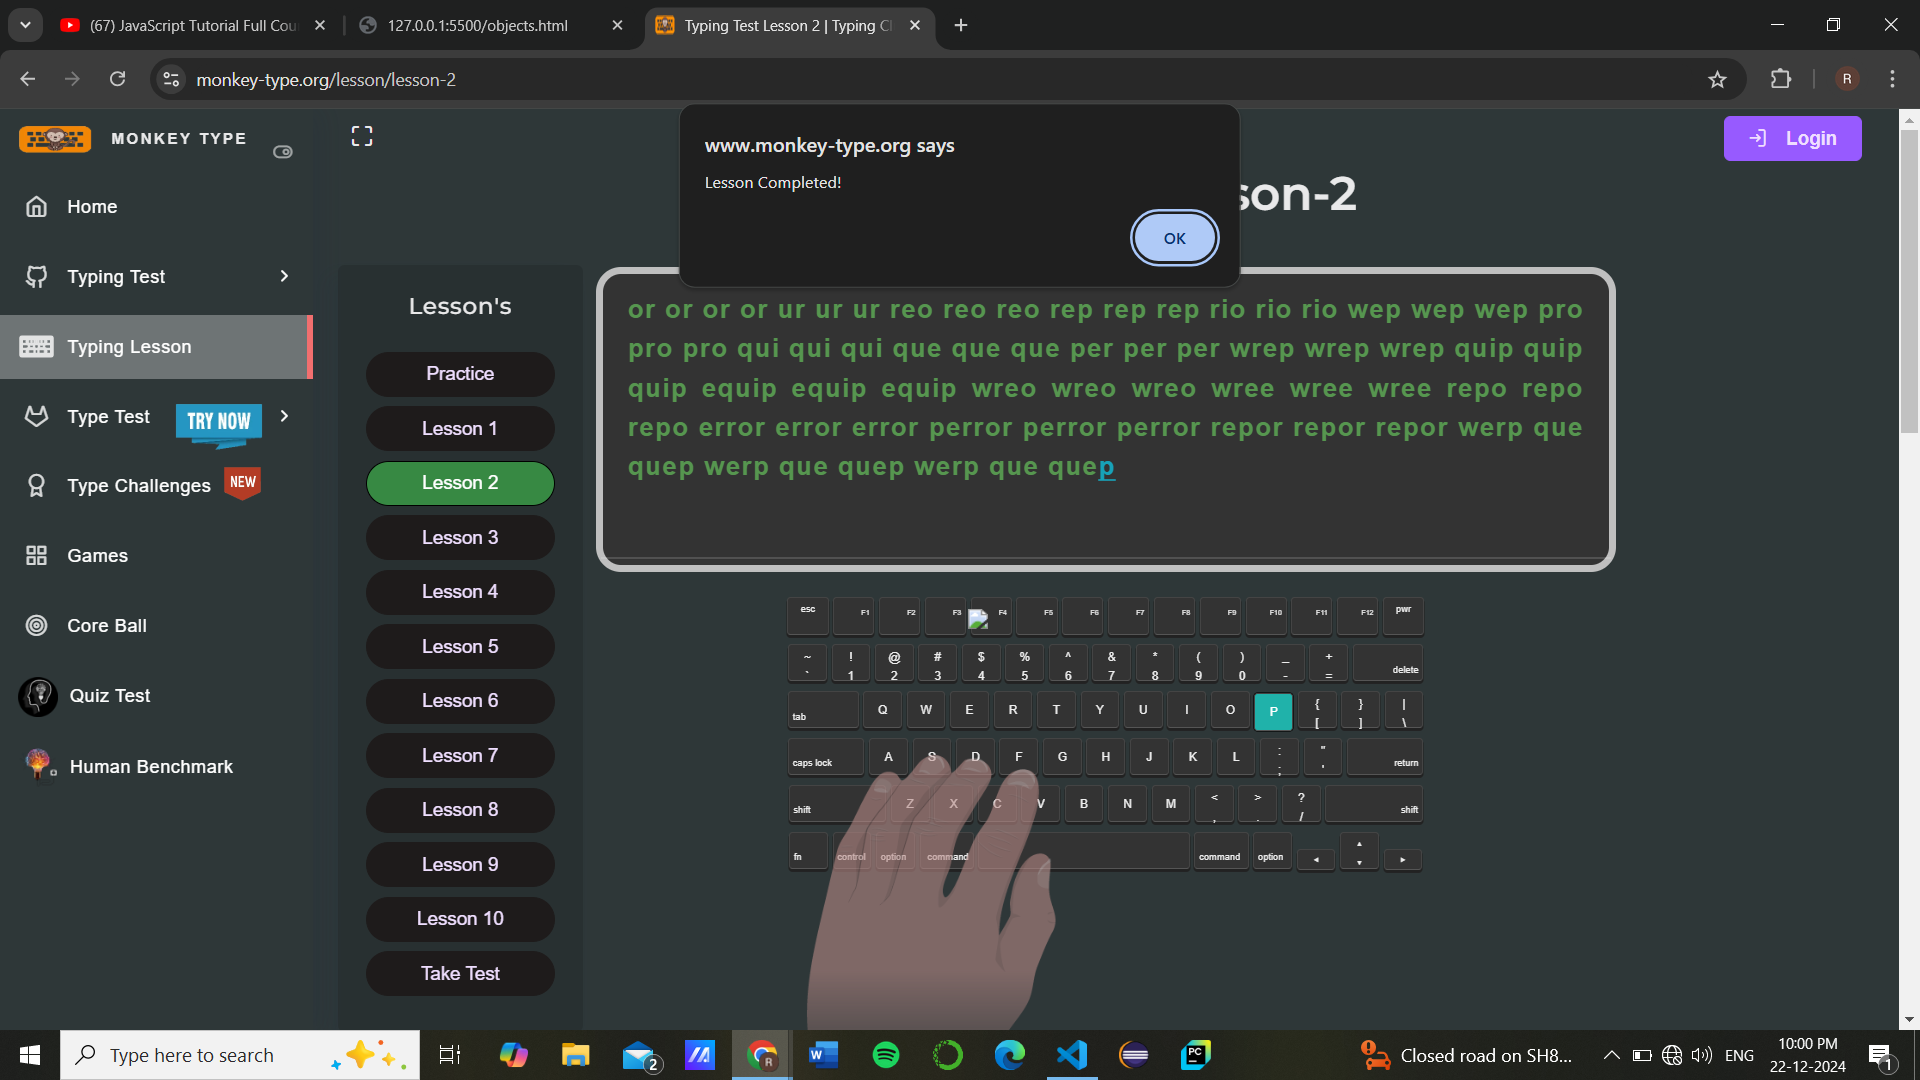 (67) JavaScript Tutorial Full Cou
127.0.0.1:5500/objects.html
Typing Test Lesson 2 | Typing Cl
monkey-type.org/lesson/lesson-2
R
MONKEY TYPE
Login
www.monkey-type.org says
Lesson Completed!
OK
son-2
Home
Typing Test
Typing Lesson
Type Test
TRY NOW
Type Challenges
NEW
Games
Core Ball
Quiz Test
Human Benchmark
Lesson's
Practice
Lesson 1
Lesson 2
Lesson 3
Lesson 4
Lesson 5
Lesson 6
Lesson 7
Lesson 8
Lesson 9
Lesson 10
Take Test
or or or or ur ur ur reo reo reo rep rep rep rio rio rio wep wep wep pro
pro pro qui qui qui que que que per per per wrep wrep wrep quip quip
quip equip equip equip wreo wreo wreo wree wree wree repo repo
repo error error error perror perror perror repor repor repor werp que
quep werp que quep werp que quep
esc F1 F2 F3 F4 F5 F6 F7 F8 F9 F10 F11 F12 pwr
~ ! @ # $ % ^ & * ( ) _ +
` 1 2 3 4 5 6 7 8 9 0 - = delete
tab Q W E R T Y U I O P { } |
[ ] \
caps lock A S D F G H J K L : " return
; '
shift Z X C V B N M < > ? shift
, . /
fn control option command command option ◄ ▲ ▼ ►
Type here to search
2
Closed road on SH8...
ENG
10:00 PM
22-12-2024
1